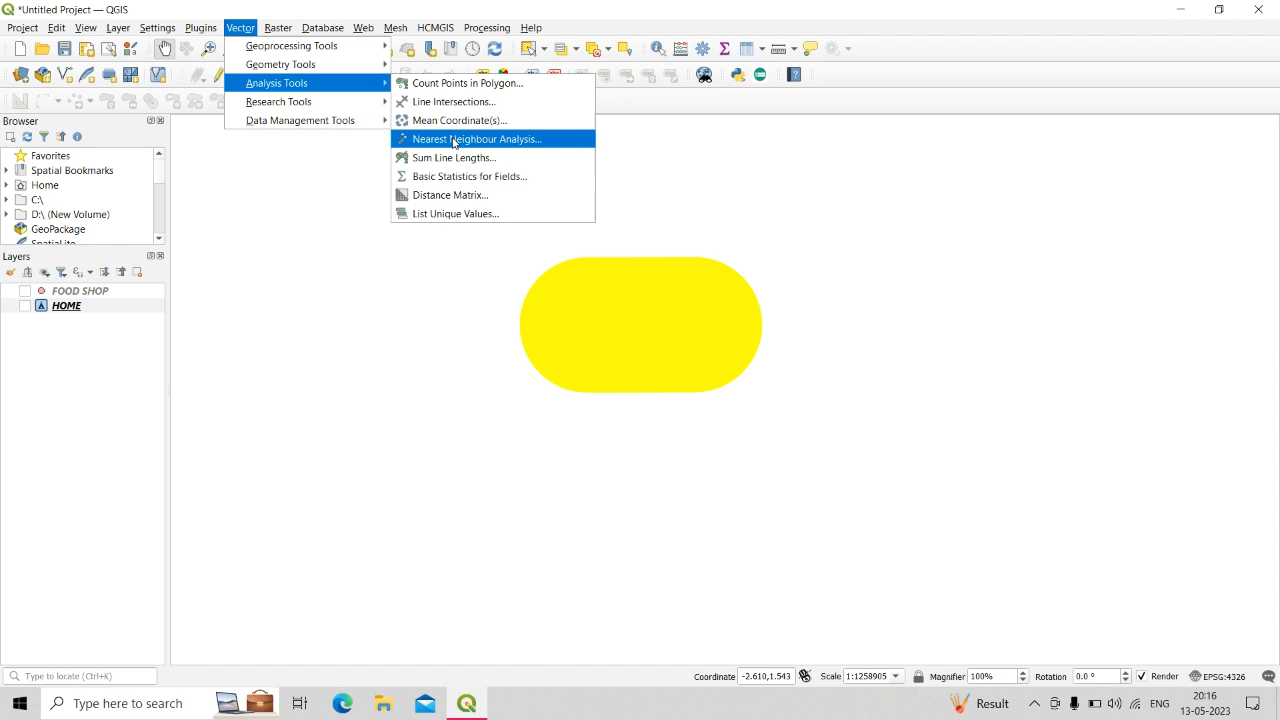 *Untitled Project — QGIS
Project Edit View Layer Settings Plugins Vector Raster Database Web Mesh HCMGIS Processing Help
Geoprocessing Tools
Geometry Tools
Analysis Tools
Research Tools
Data Management Tools
Count Points in Polygon...
Line Intersections...
Mean Coordinate(s)...
Nearest Neighbour Analysis...
Sum Line Lengths...
Basic Statistics for Fields...
Distance Matrix...
List Unique Values...
Browser
Favorites
Spatial Bookmarks
Home
C:\
D:\ (New Volume)
GeoPackage
SpatiaLite
Layers
FOOD SHOP
HOME
Type to locate (Ctrl+K)
Coordinate -2.610,1.543 Scale 1:1258905 Magnifier 100% Rotation 0.0 ° Render EPSG:4326
Type here to search
Result
ENG
20:16
13-05-2023